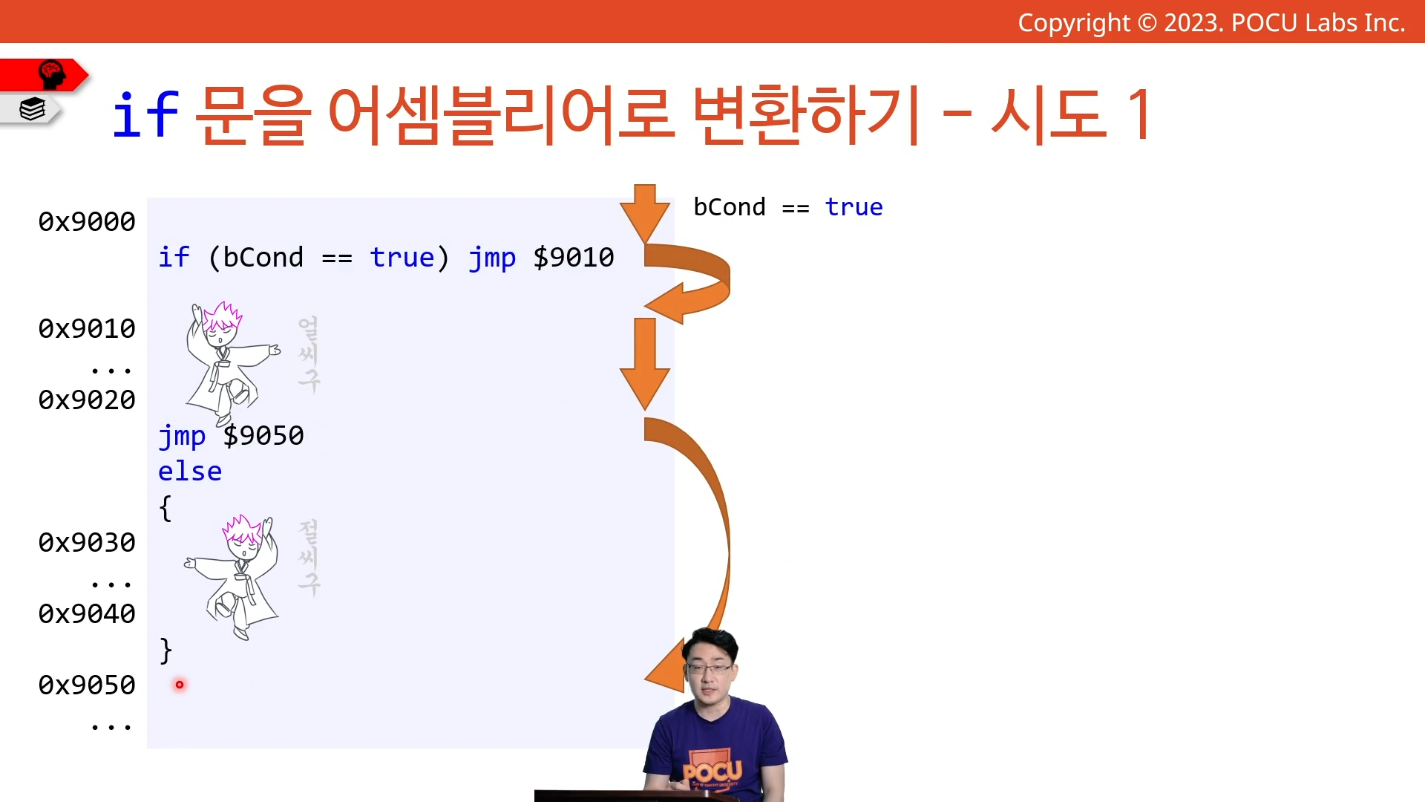 Copyright © 2023. POCU Labs Inc.
if 문을 어셈블리어로 변환하기 - 시도 1
bCond == true
0x9000
if (bCond == true) jmp $9010
0x9010
얼씨구
...
0x9020
jmp $9050
else
{
0x9030
절씨구
...
0x9040
}
0x9050
...
POCU